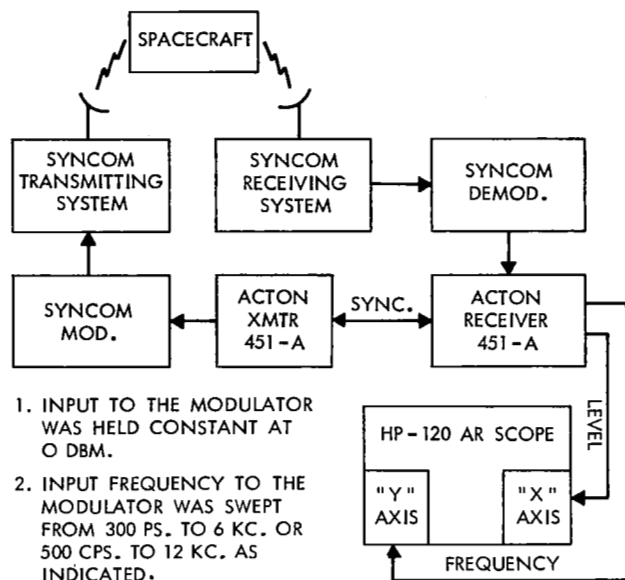 SPACECRAFT
SYNCOM
TRANSMITTING
SYSTEM
SYNCOM
RECEIVING
SYSTEM
SYNCOM
DEMOD.
SYNCOM
MOD.
ACTON
XMTR
451-A
SYNC.
ACTON
RECEIVER
451-A
LEVEL
1. INPUT TO THE MODULATOR
WAS HELD CONSTANT AT
O DBM.
2. INPUT FREQUENCY TO THE
MODULATOR WAS SWEPT
FROM 300 PS. TO 6 KC. OR
500 CPS. TO 12 KC. AS
INDICATED.
HP-120 AR SCOPE
"Y"
AXIS
"X"
AXIS
FREQUENCY